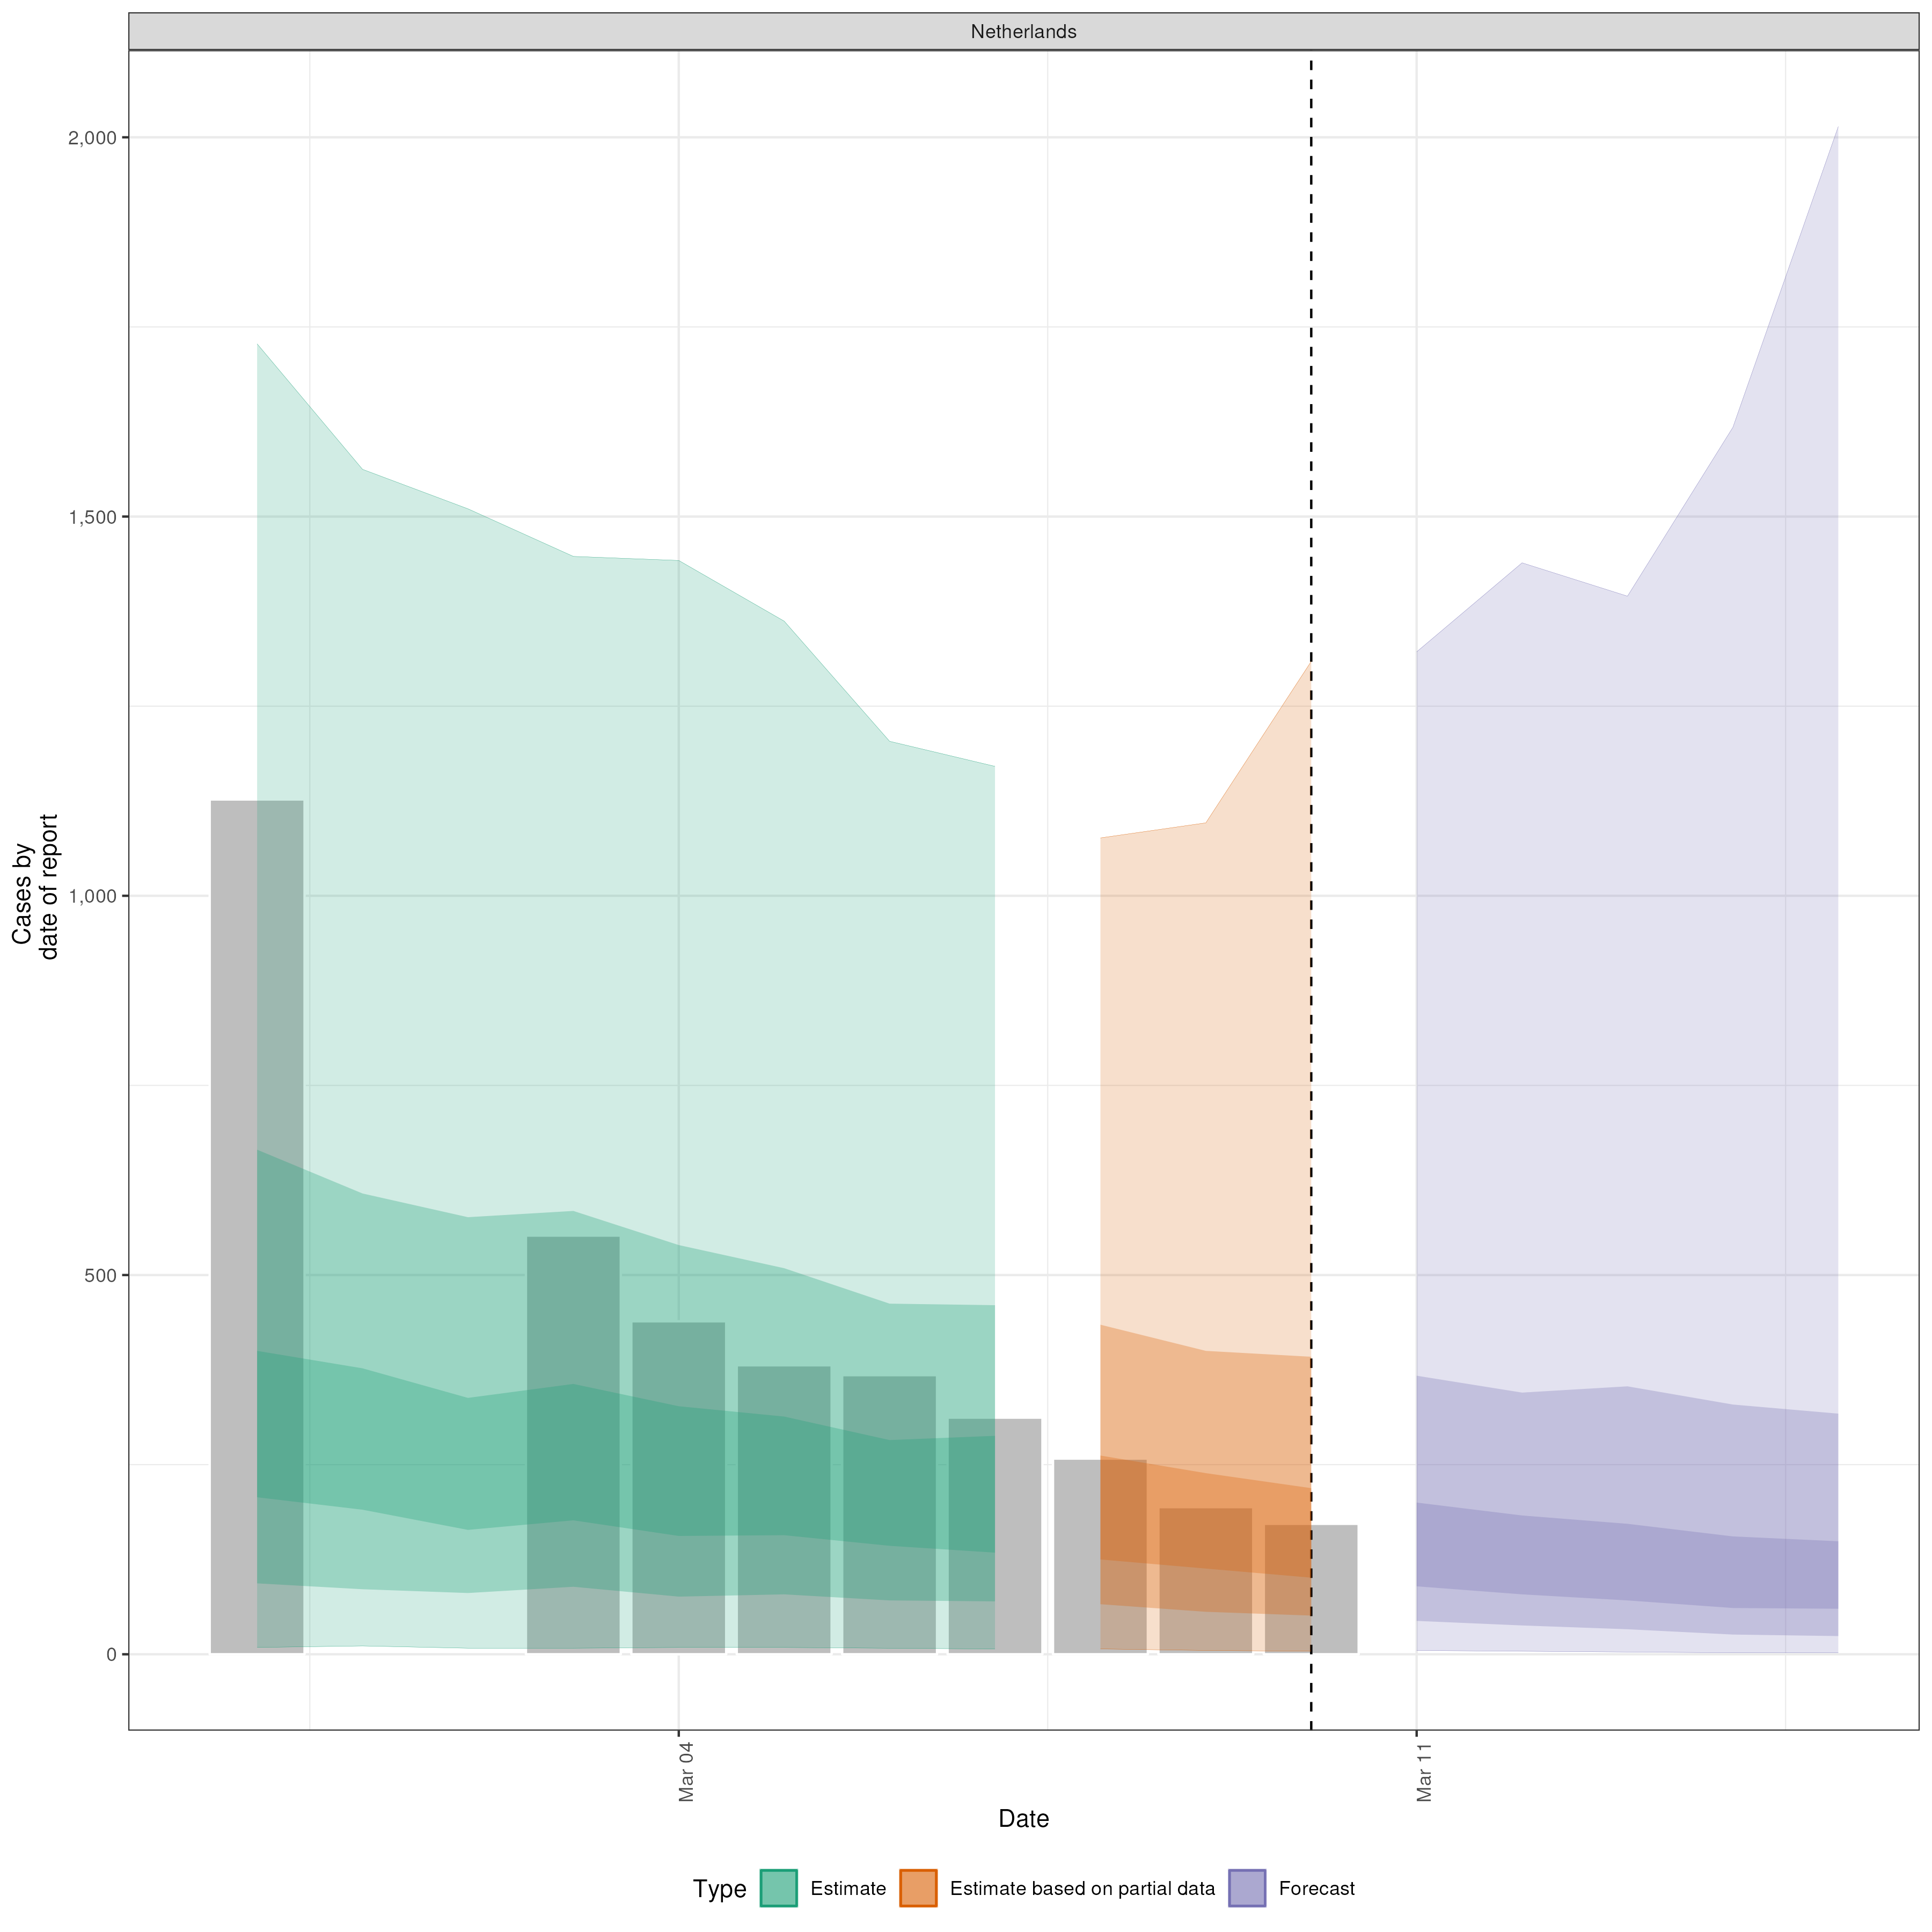 Netherlands
2,000
1,500
1,000
500
0
Cases by
date of report
Mar 04
Mar 11
Date
Type
Estimate
Estimate based on partial data
Forecast